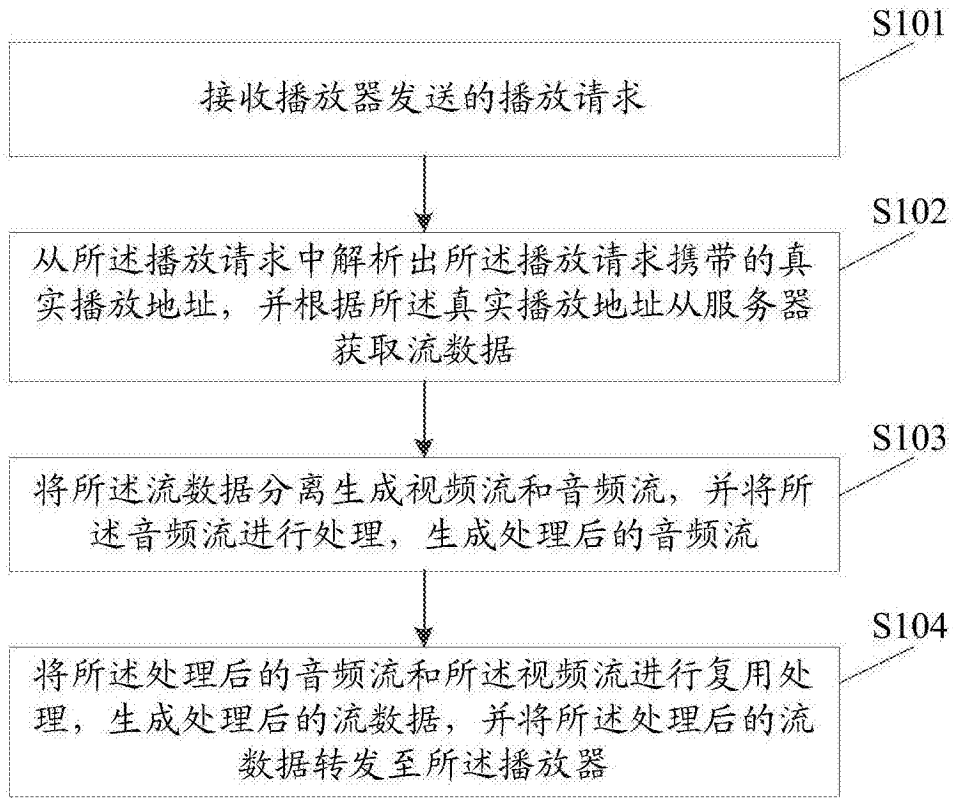 S101
接收播放器发送的播放请求
S102
从所述播放请求中解析出所述播放请求携带的真
实播放地址，并根据所述真实播放地址从服务器
获取流数据
S103
将所述流数据分离生成视频流和音频流，并将所
述音频流进行处理，生成处理后的音频流
S104
将所述处理后的音频流和所述视频流进行复用处
理，生成处理后的流数据，并将所述处理后的流
数据转发至所述播放器